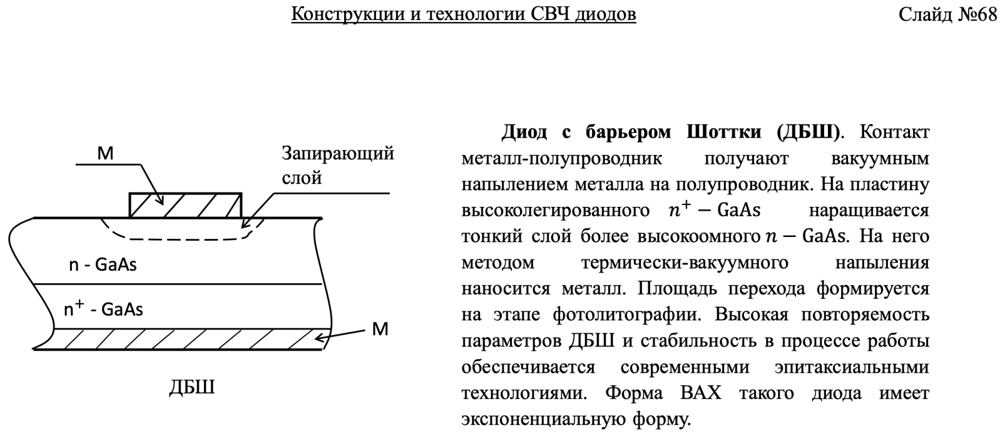 Конструкции и технологии СВЧ диодов
Слайд №68
М
Запирающий
слой
n - GaAs
n⁺ - GaAs
М
ДБШ
Диод с барьером Шоттки (ДБШ). Контакт
металл-полупроводник получают вакуумным
напылением металла на полупроводник. На пластину
высоколегированного n⁺ − GaAs наращивается
тонкий слой более высокоомного n − GaAs. На него
методом термически-вакуумного напыления
наносится металл. Площадь перехода формируется
на этапе фотолитографии. Высокая повторяемость
параметров ДБШ и стабильность в процессе работы
обеспечивается современными эпитаксиальными
технологиями. Форма ВАХ такого диода имеет
экспоненциальную форму.